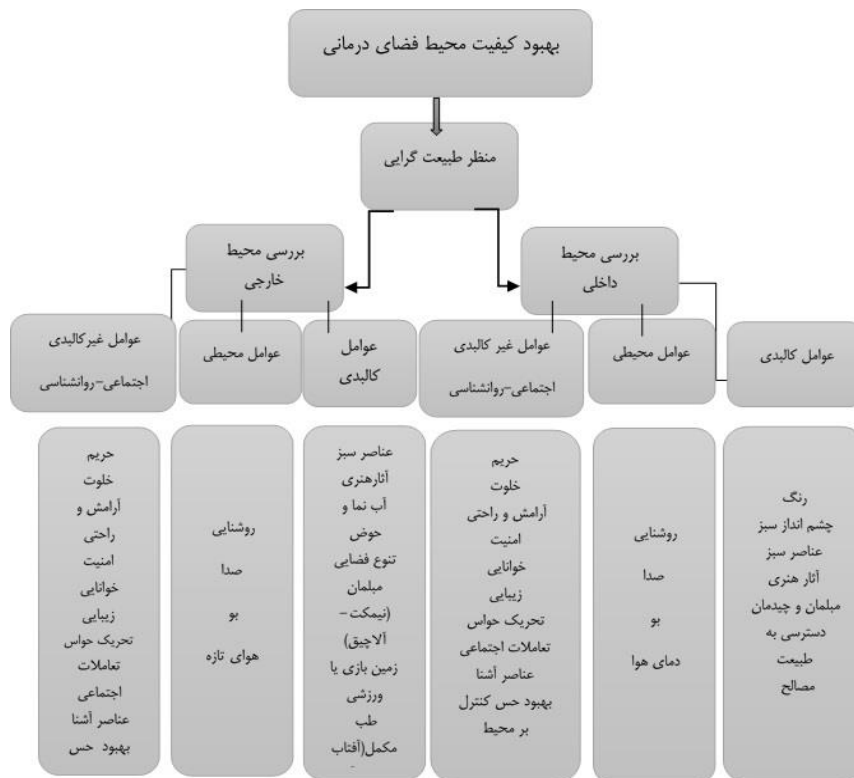 بهبود کیفیت محیط فضای درمانی
منظر طبیعت گرایی
بررسی محیط
داخلی
بررسی محیط
خارجی
عوامل کالبدی
عوامل محیطی
عوامل غیر کالبدی
اجتماعی-روانشناسی
عوامل
کالبدی
عوامل محیطی
عوامل غیرکالبدی
اجتماعی-روانشناسی
رنگ
چشم انداز سبز
عناصر سبز
آثار هنری
مبلمان و چیدمان
دسترسی به
طبیعت
مصالح
روشنایی
صدا
بو
دمای هوا
حریم
خلوت
آرامش و راحتی
امنیت
خوانایی
زیبایی
تحریک حواس
تعاملات اجتماعی
عناصر آشنا
بهبود حس کنترل
بر محیط
عناصر سبز
آثارهنری
آب نما و
حوض
تنوع فضایی
مبلمان
(نیمکت-
آلاچیق)
زمین بازی یا
ورزشی
طب
مکمل(آفتاب
روشنایی
صدا
بو
هوای تازه
حریم
خلوت
آرامش و
راحتی
امنیت
خوانایی
زیبایی
تحریک حواس
تعاملات
اجتماعی
عناصر آشنا
بهبود حس